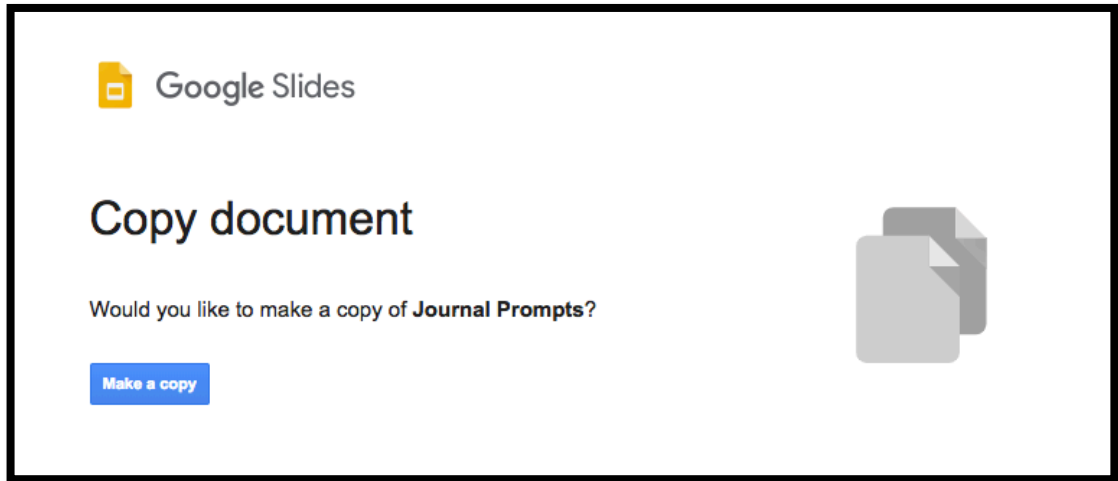 Google Slides
Copy document
Would you like to make a copy of Journal Prompts?
Make a copy